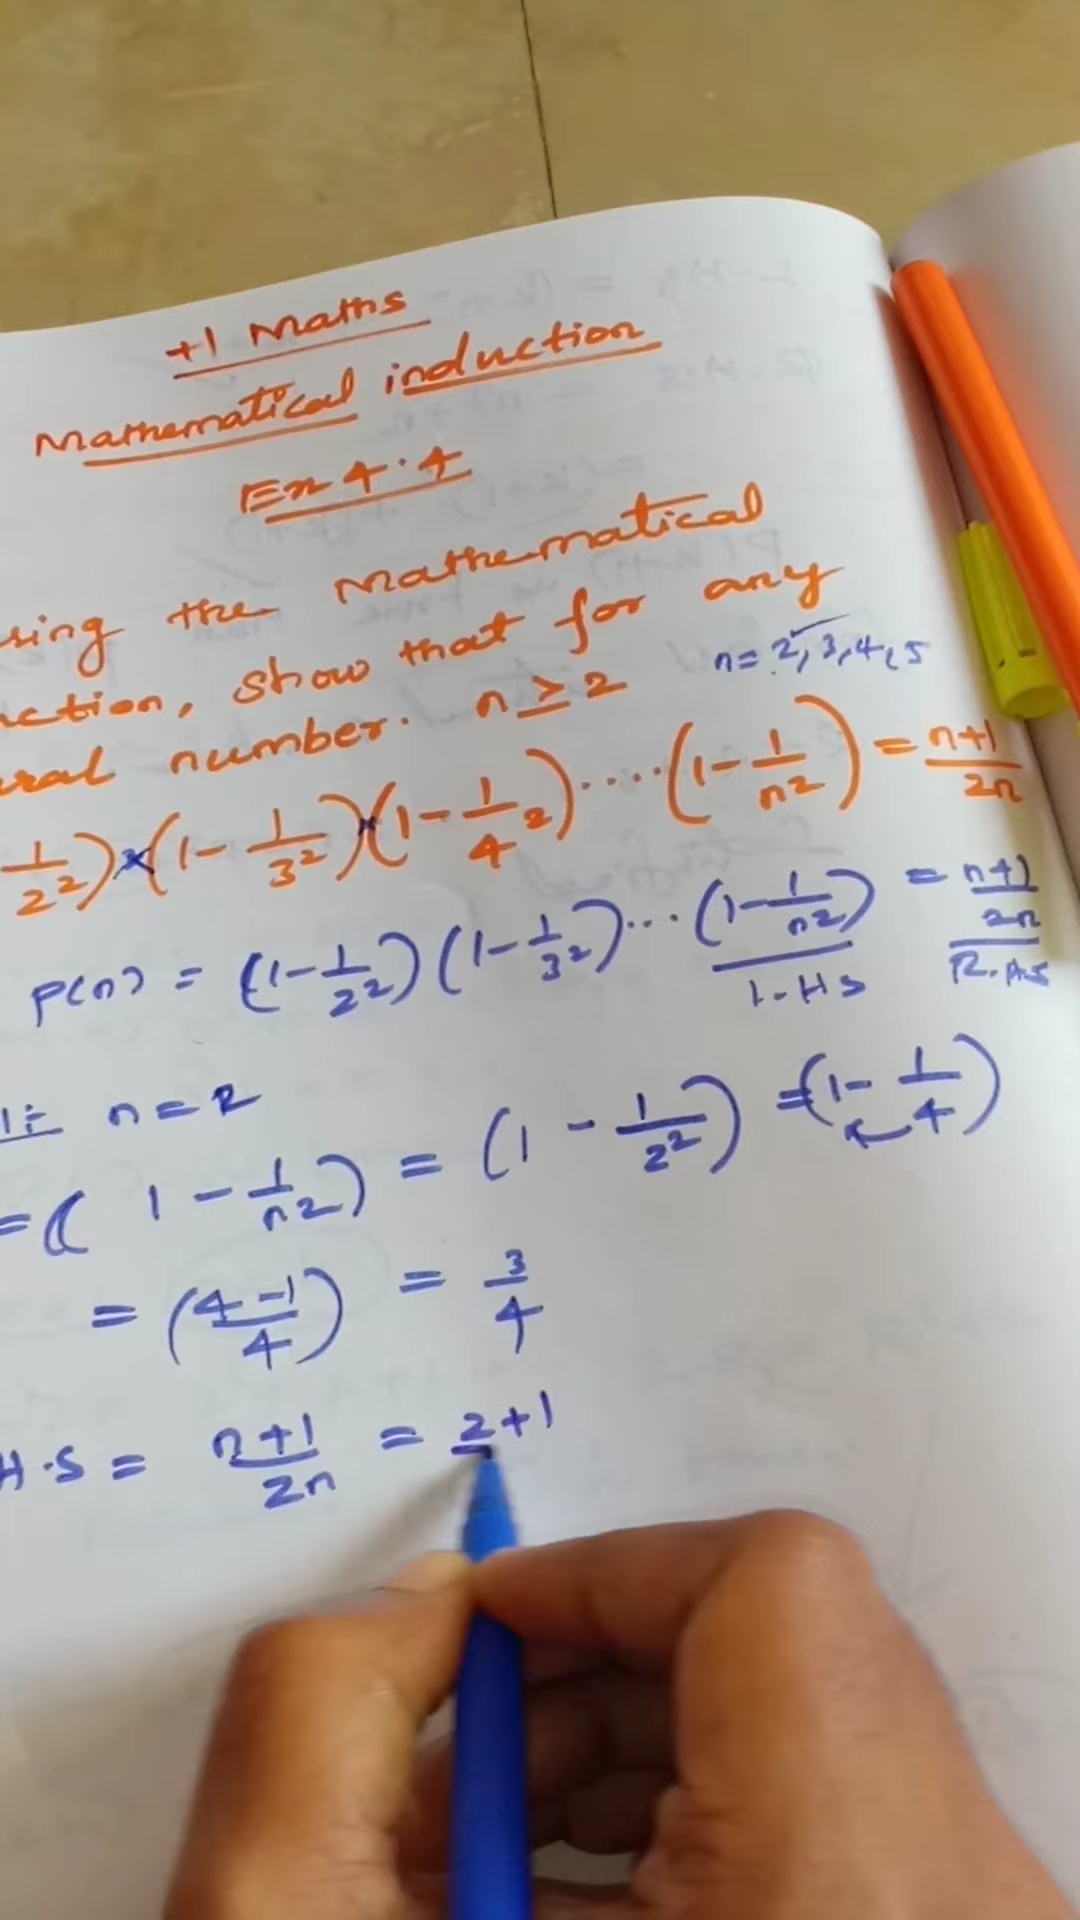 +1 Maths
Mathematical induction
Ex 4.4
sing the Mathematical
ction, show that for any
ural number. n ≥ 2 n = 2, 3, 4, 5
1/2²) × (1 - 1/3²) × (1 - 1/4²) .... (1 - 1/n²) = n+1/2n
P(n) = (1 - 1/2²) (1 - 1/3²) ... (1 - 1/n²) = n+1/2n
L.HS R.H.S
1:- n = 2
= (1 - 1/n²) = (1 - 1/2²) = (1 - 1/4)
= (4-1/4) = 3/4
H.S = n+1/2n = 2+1